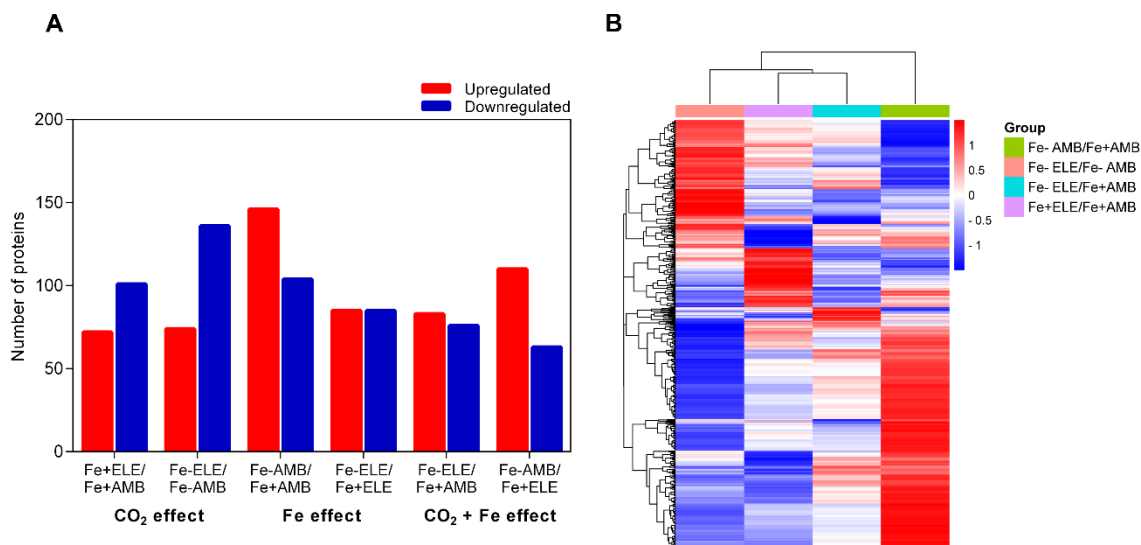 A
Upregulated
Downregulated
Number of proteins
200
150
100
50
0
Fe+ELE/
Fe+AMB
Fe-ELE/
Fe-AMB
Fe-AMB/
Fe+AMB
Fe-ELE/
Fe+ELE
Fe-ELE/
Fe+AMB
Fe-AMB/
Fe+ELE
CO₂ effect
Fe effect
CO₂ + Fe effect
B
1
0.5
0
- 0.5
- 1
Group
Fe- AMB/Fe+AMB
Fe- ELE/Fe- AMB
Fe- ELE/Fe+AMB
Fe+ELE/Fe+AMB